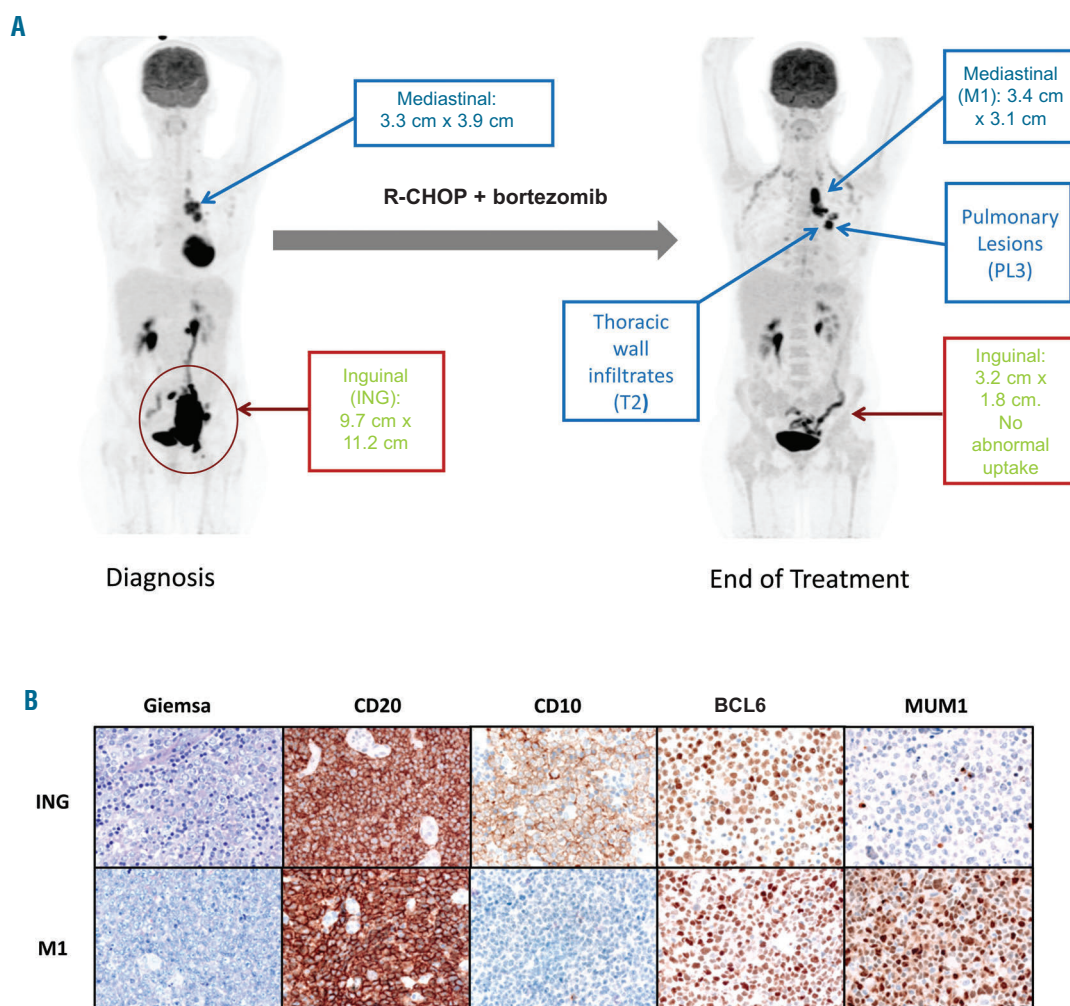 A
Mediastinal:
3.3 cm x 3.9 cm
R-CHOP + bortezomib
Mediastinal
(M1): 3.4 cm
x 3.1 cm
Pulmonary
Lesions
(PL3)
Thoracic
wall
infiltrates
(T2)
Inguinal
(ING):
9.7 cm x
11.2 cm
Inguinal:
3.2 cm x
1.8 cm.
No
abnormal
uptake
Diagnosis
End of Treatment
B
Giemsa
CD20
CD10
BCL6
MUM1
ING
M1